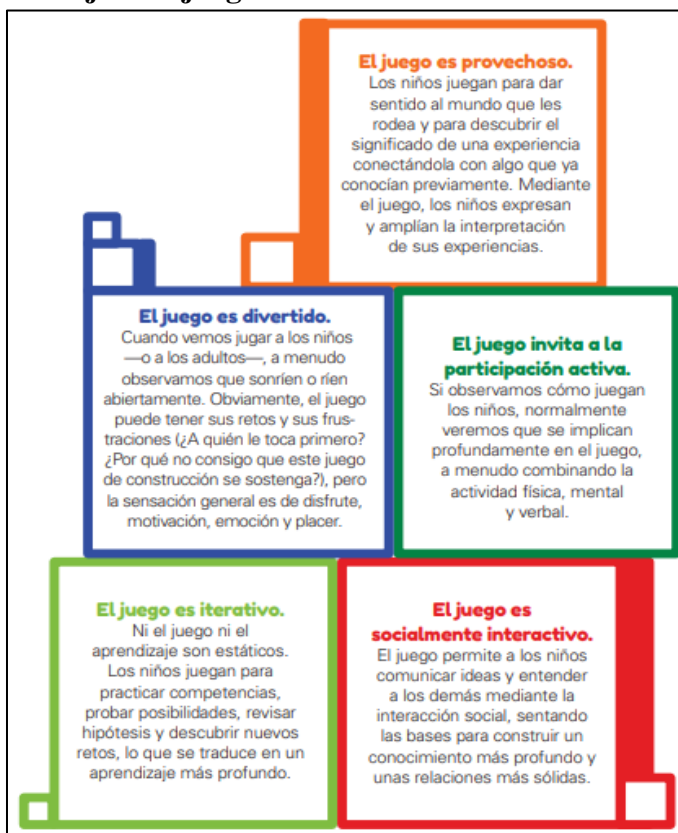 El juego es provechoso.
Los niños juegan para dar
sentido al mundo que les
rodea y para descubrir el
significado de una experiencia
conectándola con algo que ya
conocían previamente. Mediante
el juego, los niños expresan
y amplían la interpretación
de sus experiencias.
El juego es divertido.
Cuando vemos jugar a los niños
—o a los adultos—, a menudo
observamos que sonríen o ríen
abiertamente. Obviamente, el juego
puede tener sus retos y sus frus-
traciones (¿A quién le toca primero?
¿Por qué no consigo que este juego
de construcción se sostenga?), pero
la sensación general es de disfrute,
motivación, emoción y placer.
El juego invita a la
participación activa.
Si observamos cómo juegan
los niños, normalmente
veremos que se implican
profundamente en el juego,
a menudo combinando la
actividad física, mental
y verbal.
El juego es iterativo.
Ni el juego ni el
aprendizaje son estáticos.
Los niños juegan para
practicar competencias,
probar posibilidades, revisar
hipótesis y descubrir nuevos
retos, lo que se traduce en un
aprendizaje más profundo.
El juego es
socialmente interactivo.
El juego permite a los niños
comunicar ideas y entender
a los demás mediante la
interacción social, sentando
las bases para construir un
conocimiento más profundo y
unas relaciones más sólidas.